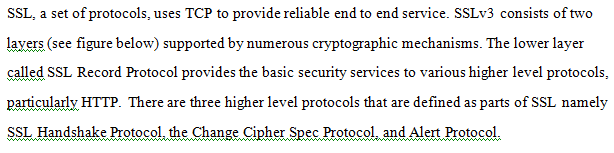 SSL, a set of protocols, uses TCP to provide reliable end to end service. SSLv3 consists of two
layers (see figure below) supported by numerous cryptographic mechanisms. The lower layer
called SSL Record Protocol provides the basic security services to various higher level protocols,
particularly HTTP. There are three higher level protocols that are defined as parts of SSL namely
SSL Handshake Protocol, the Change Cipher Spec Protocol, and Alert Protocol.